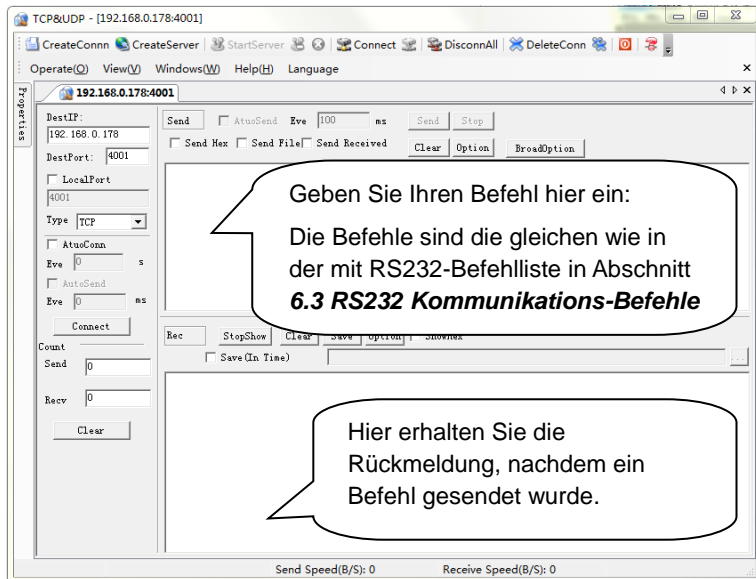 TCP&UDP - [192.168.0.178:4001]
CreateConnn CreateServer StartServer Connect DisconnAll DeleteConn
Operate(O) View(V) Windows(W) Help(H) Language
Properties
192.168.0.178:4001
DestIP:
192.168.0.178
DestPort: 4001
LocalPort
4001
Type TCP
AtuoConn
Eve 0 s
AutoSend
Eve 0 ms
Connect
Count
Send 0
Recv 0
Clear
Send AtuoSend Eve 100 ms Send Stop
Send Hex Send File Send Received Clear Option BroadOption
Geben Sie Ihren Befehl hier ein:
Die Befehle sind die gleichen wie in
der mit RS232-Befehlliste in Abschnitt
6.3 RS232 Kommunikations-Befehle
Rec StopShow Clear Save Option ShowHex
Save(In Time) ...
Hier erhalten Sie die
Rückmeldung, nachdem ein
Befehl gesendet wurde.
Send Speed(B/S): 0 Receive Speed(B/S): 0